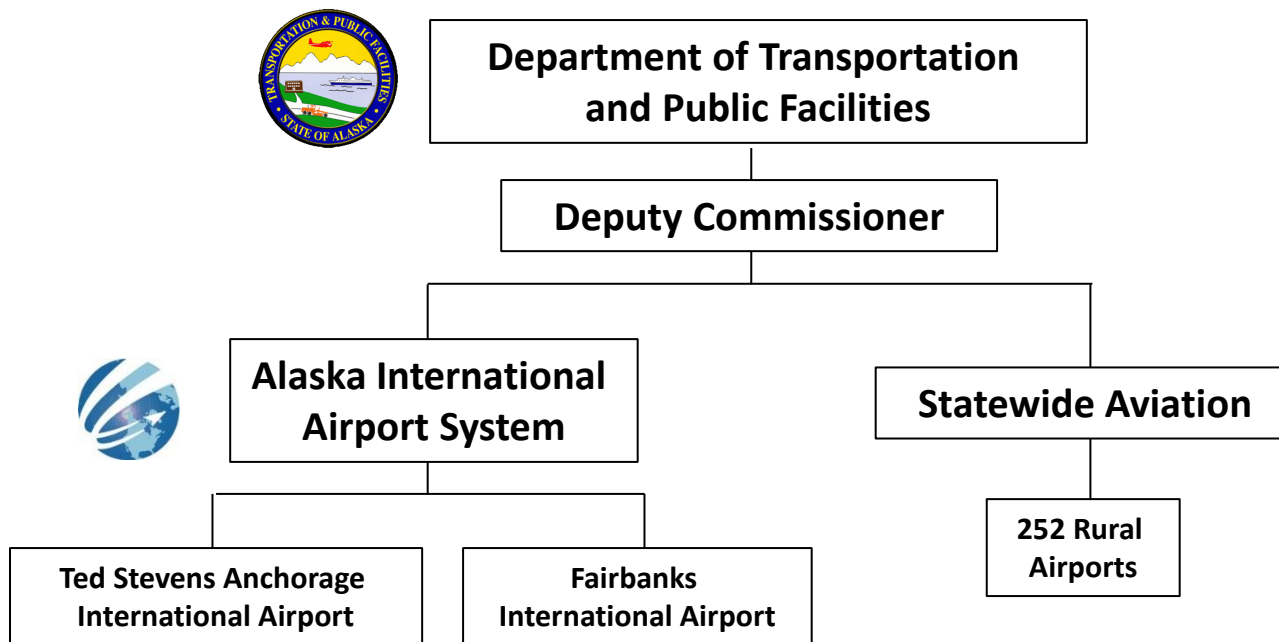 TRANSPORTATION & PUBLIC FACILITIES
STATE OF ALASKA
Department of Transportation
and Public Facilities
Deputy Commissioner
Alaska International
Airport System
Statewide Aviation
252 Rural
Airports
Ted Stevens Anchorage
International Airport
Fairbanks
International Airport